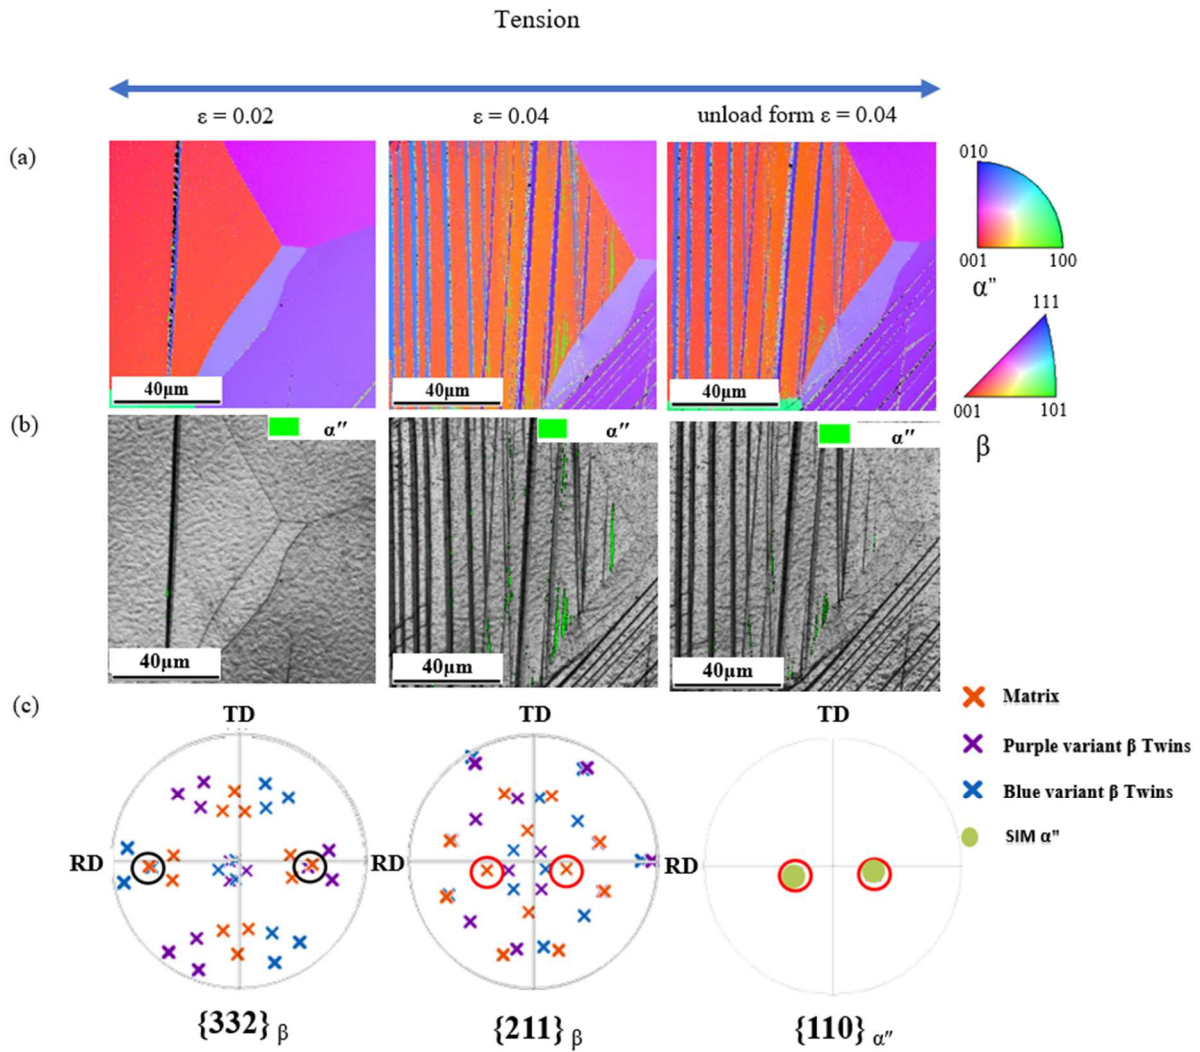 Tension
ε = 0.02
ε = 0.04
unload form ε = 0.04
(a)
40μm
40μm
40μm
010
001
100
α"
111
001
101
β
(b)
α″
α″
α″
40μm
40μm
40μm
(c)
TD
TD
TD
RD
RD
RD
Matrix
Purple variant β Twins
Blue variant β Twins
SIM α"
{332} β
{211} β
{110} α″